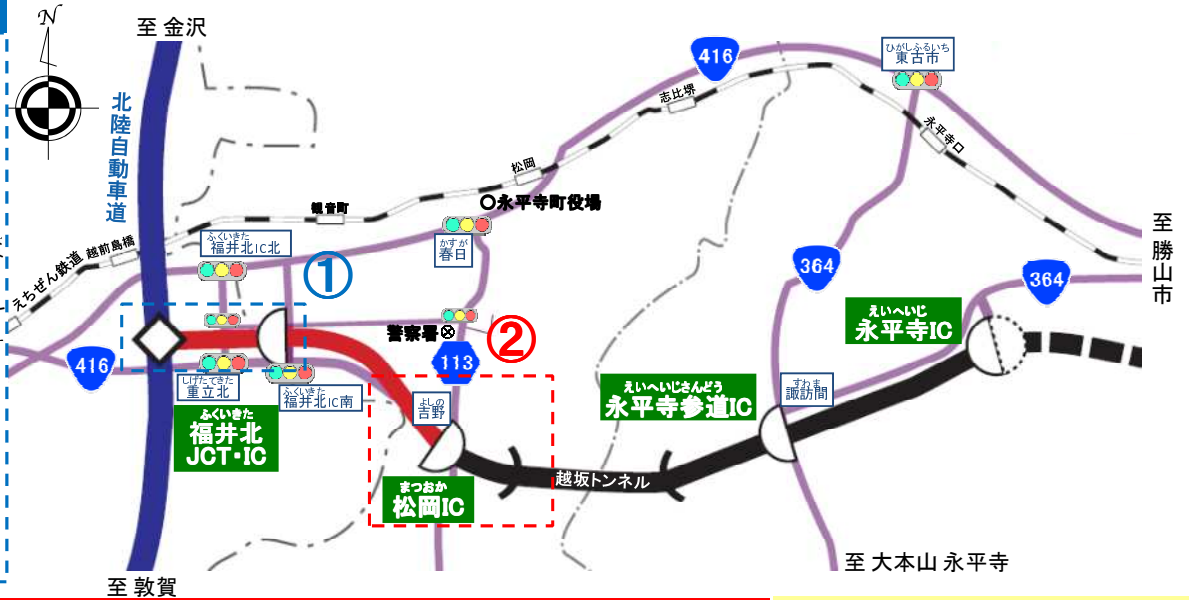 N
至 金沢
北陸自動車道
416
ひがしふるいち
東古市
志比堺
永平寺口
松岡
永平寺町役場
観音町
えちぜん鉄道
越前島橋
ふくいきた
福井北IC北
①
かすが
春日
至 勝山市
364
364
えいへいじ
永平寺IC
警察署
②
113
416
しげたてきた
重立北
ふくいきた
福井北IC南
よしの
吉野
えいへいじさんどう
永平寺参道IC
すわま
諏訪間
ふくいきた
福井北
JCT・IC
まつおか
松岡IC
越坂トンネル
至 大本山 永平寺
至 敦賀